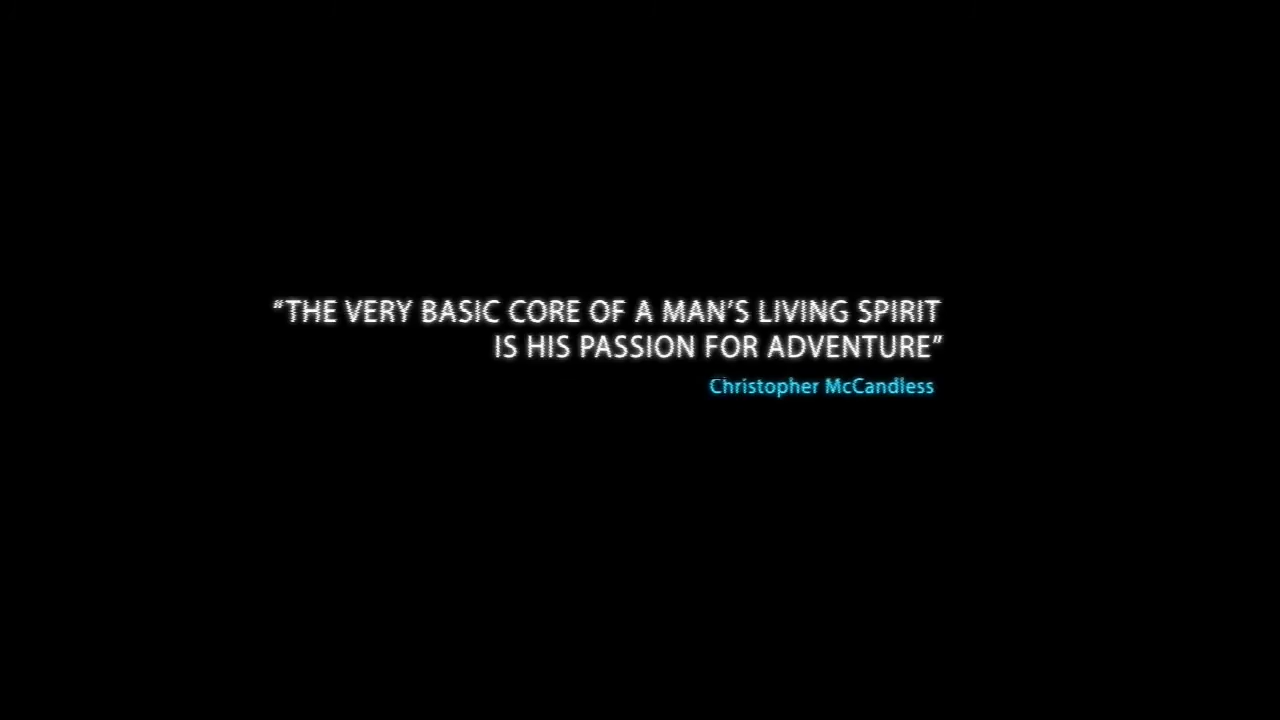 “THE VERY BASIC CORE OF A MAN’S LIVING SPIRIT
IS HIS PASSION FOR ADVENTURE”
Christopher McCandless